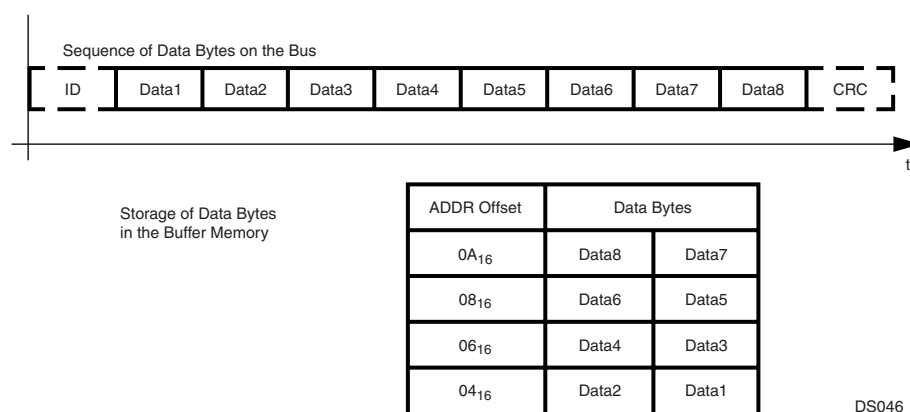 Sequence of Data Bytes on the Bus
ID Data1 Data2 Data3 Data4 Data5 Data6 Data7 Data8 CRC
t
Storage of Data Bytes
in the Buffer Memory
ADDR Offset Data Bytes
0A16 Data8 Data7
0816 Data6 Data5
0616 Data4 Data3
0416 Data2 Data1
DS046